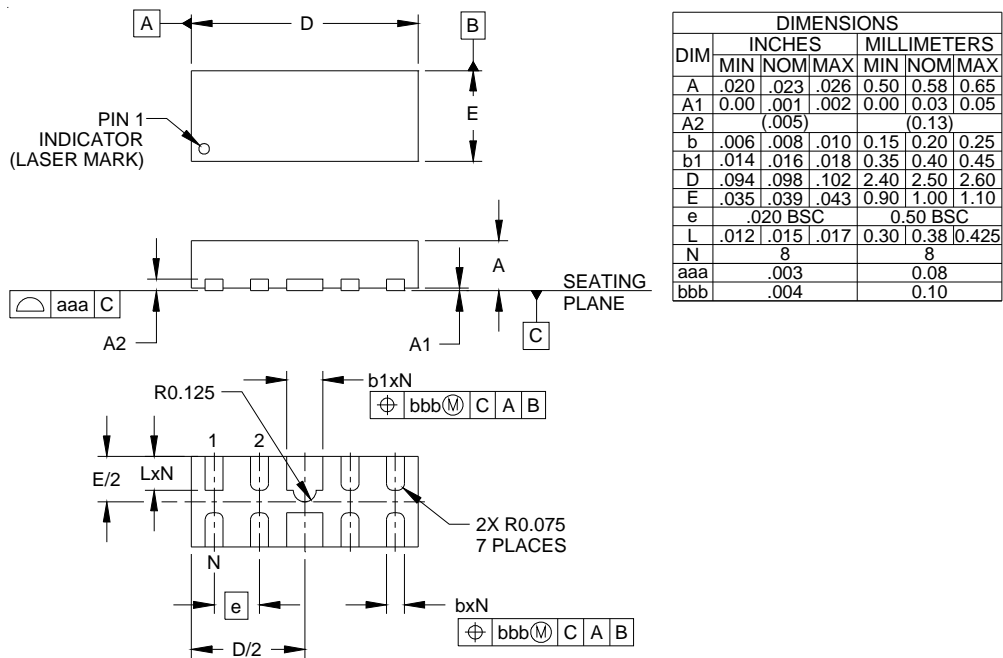 A
D
B
E
PIN 1
INDICATOR
(LASER MARK)
A
SEATING
PLANE
aaa C
C
A2
A1
b1xN
R0.125
⌖ bbbⓂ C A B
1 2
E/2
LxN
2X R0.075
7 PLACES
N
e
bxN
⌖ bbbⓂ C A B
D/2
DIMENSIONS
DIM INCHES MILLIMETERS
MIN NOM MAX MIN NOM MAX
A .020 .023 .026 0.50 0.58 0.65
A1 0.00 .001 .002 0.00 0.03 0.05
A2 (.005) (0.13)
b .006 .008 .010 0.15 0.20 0.25
b1 .014 .016 .018 0.35 0.40 0.45
D .094 .098 .102 2.40 2.50 2.60
E .035 .039 .043 0.90 1.00 1.10
e .020 BSC 0.50 BSC
L .012 .015 .017 0.30 0.38 0.425
N 8 8
aaa .003 0.08
bbb .004 0.10